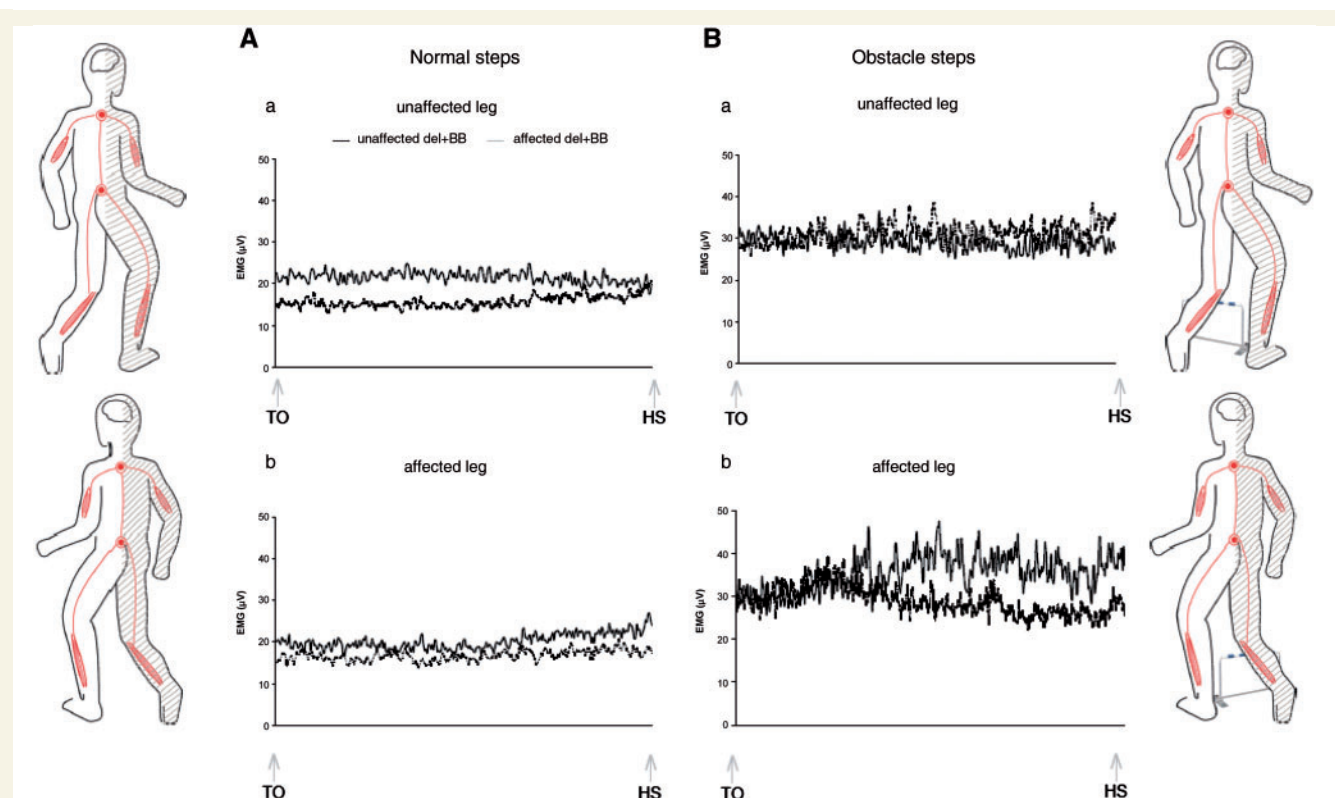 A
Normal steps
a
unaffected leg
unaffected del+BB
affected del+BB
50
40
30
20
10
0
EMG (µV)
TO
HS
b
affected leg
50
40
30
20
10
0
EMG (µV)
TO
HS
B
Obstacle steps
a
unaffected leg
50
40
30
20
10
0
EMG (µV)
TO
HS
b
affected leg
50
40
30
20
10
0
EMG (µV)
TO
HS